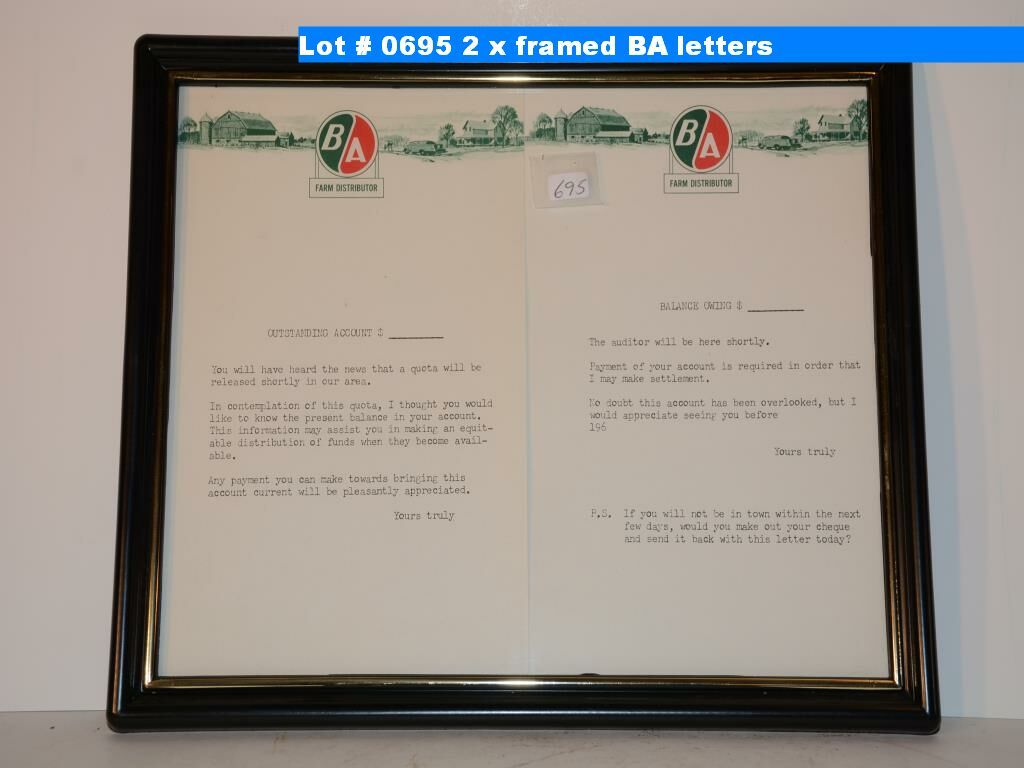 Lot # 0695 2 x framed BA letters
BA
FARM DISTRIBUTOR
OUTSTANDING ACCOUNT $
You will have heard the news that a quota will be
released shortly in our area.
In contemplation of this quota, I thought you would
like to know the present balance in your account.
This information may assist you in making an equit-
able distribution of funds when they become avail-
able.
Any payment you can make towards bringing this
account current will be pleasantly appreciated.
Yours truly
BA
FARM DISTRIBUTOR
695
BALANCE OWING $
The auditor will be here shortly.
Payment of your account is required in order that
I may make settlement.
No doubt this account has been overlooked, but I
would appreciate seeing you before
196
Yours truly
P.S. If you will not be in town within the next
few days, would you make out your cheque
and send it back with this letter today?